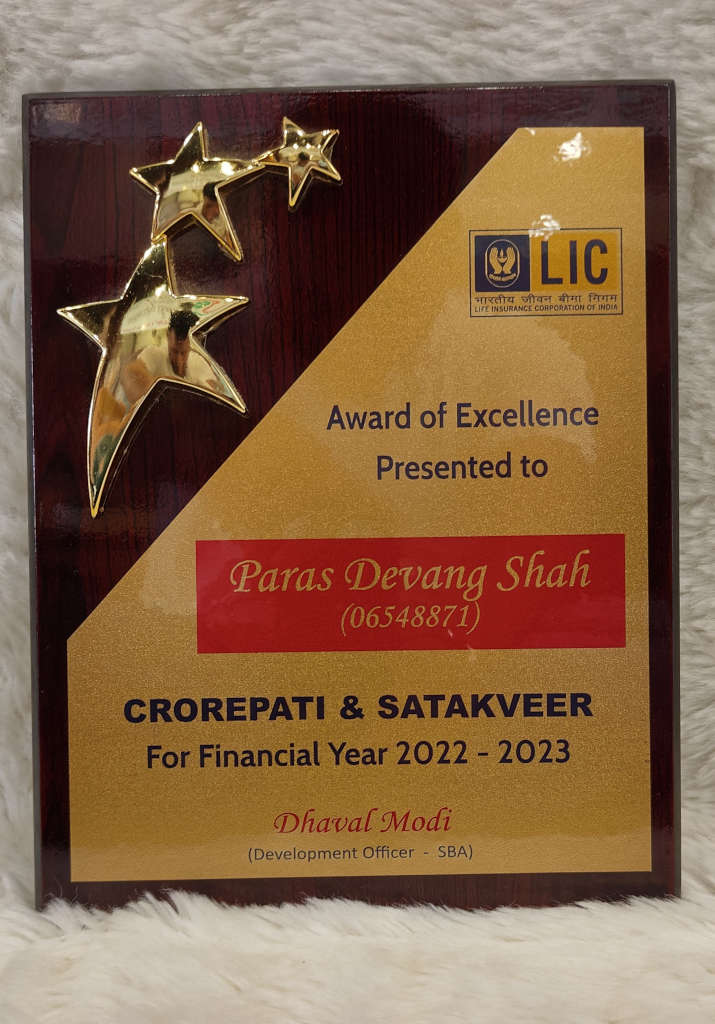 LIC
भारतीय जीवन बीमा निगम
LIFE INSURANCE CORPORATION OF INDIA
Award of Excellence
Presented to
Paras Devang Shah
(06548871)
CROREPATI & SATAKVEER
For Financial Year 2022 - 2023
Dhaval Modi
(Development Officer - SBA)